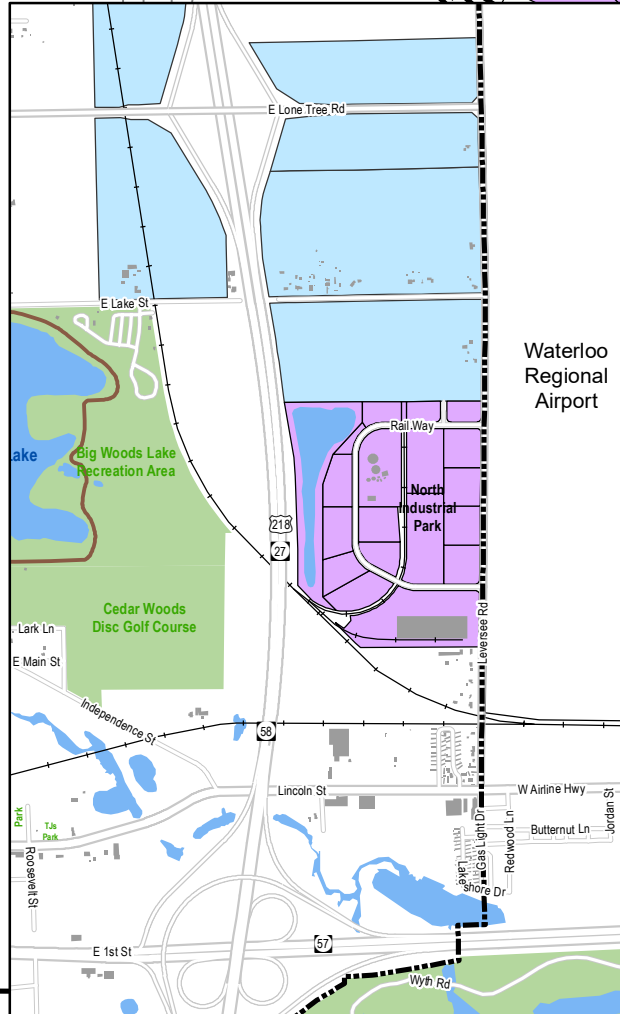 E Lone Tree Rd
E Lake St
Waterloo
Regional
Airport
Lake
Big Woods Lake
Recreation Area
Rail Way
North
Industrial
Park
218
27
Cedar Woods
Disc Golf Course
Lark Ln
E Main St
Independence St
Leversee Rd
58
Lincoln St
W Airline Hwy
Jordan St
Park
TJs
Park
Roosevelt St
Gas Light Dr
Redwood Ln
Butternut Ln
Lake
shore Dr
E 1st St
57
Wyth Rd